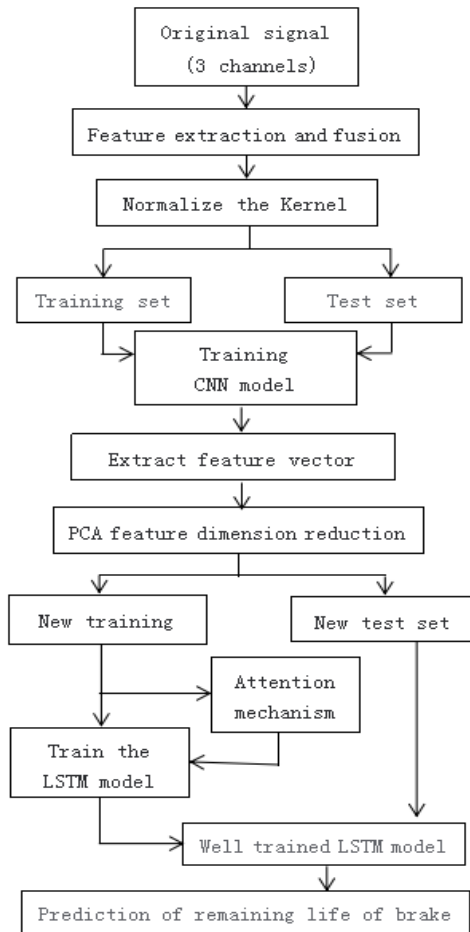 Original signal
(3 channels)
Feature extraction and fusion
Normalize the Kernel
Training set
Test set
Training
CNN model
Extract feature vector
PCA feature dimension reduction
New training
New test set
Attention
mechanism
Train the
LSTM model
Well trained LSTM model
Prediction of remaining life of brake